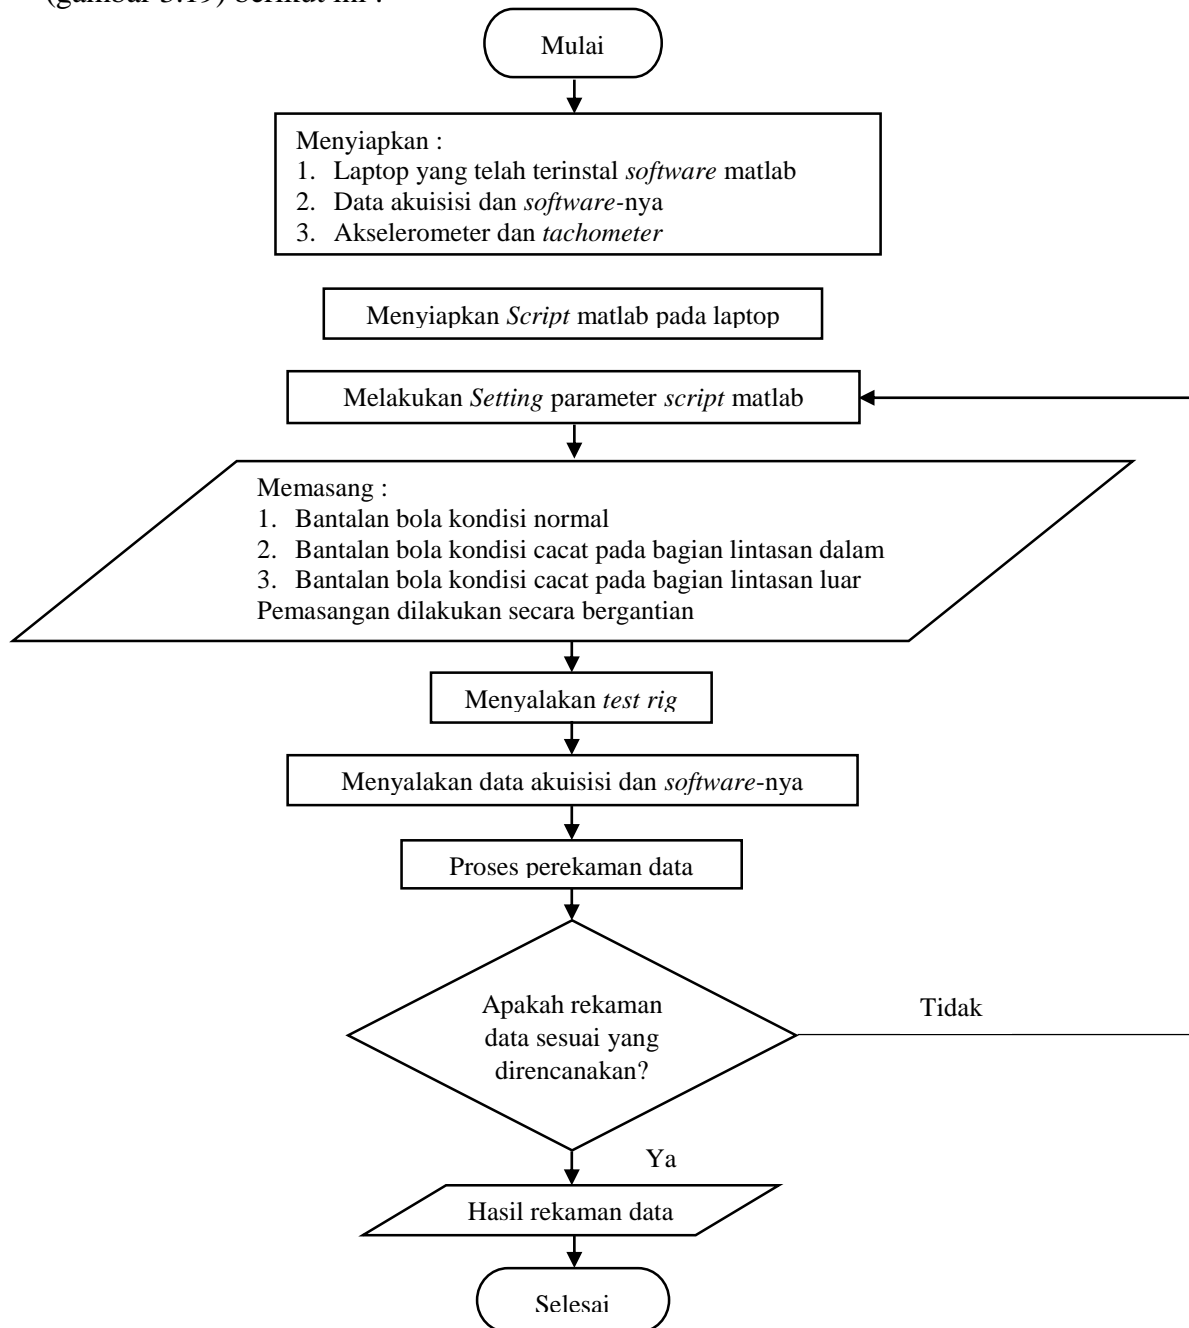 (gambar 3.19) berikut ini :
Mulai
Menyiapkan :
1. Laptop yang telah terinstal software matlab
2. Data akuisisi dan software-nya
3. Akselerometer dan tachometer
Menyiapkan Script matlab pada laptop
Melakukan Setting parameter script matlab
Memasang :
1. Bantalan bola kondisi normal
2. Bantalan bola kondisi cacat pada bagian lintasan dalam
3. Bantalan bola kondisi cacat pada bagian lintasan luar
Pemasangan dilakukan secara bergantian
Menyalakan test rig
Menyalakan data akuisisi dan software-nya
Proses perekaman data
Apakah rekaman
data sesuai yang
direncanakan?
Tidak
Ya
Hasil rekaman data
Selesai